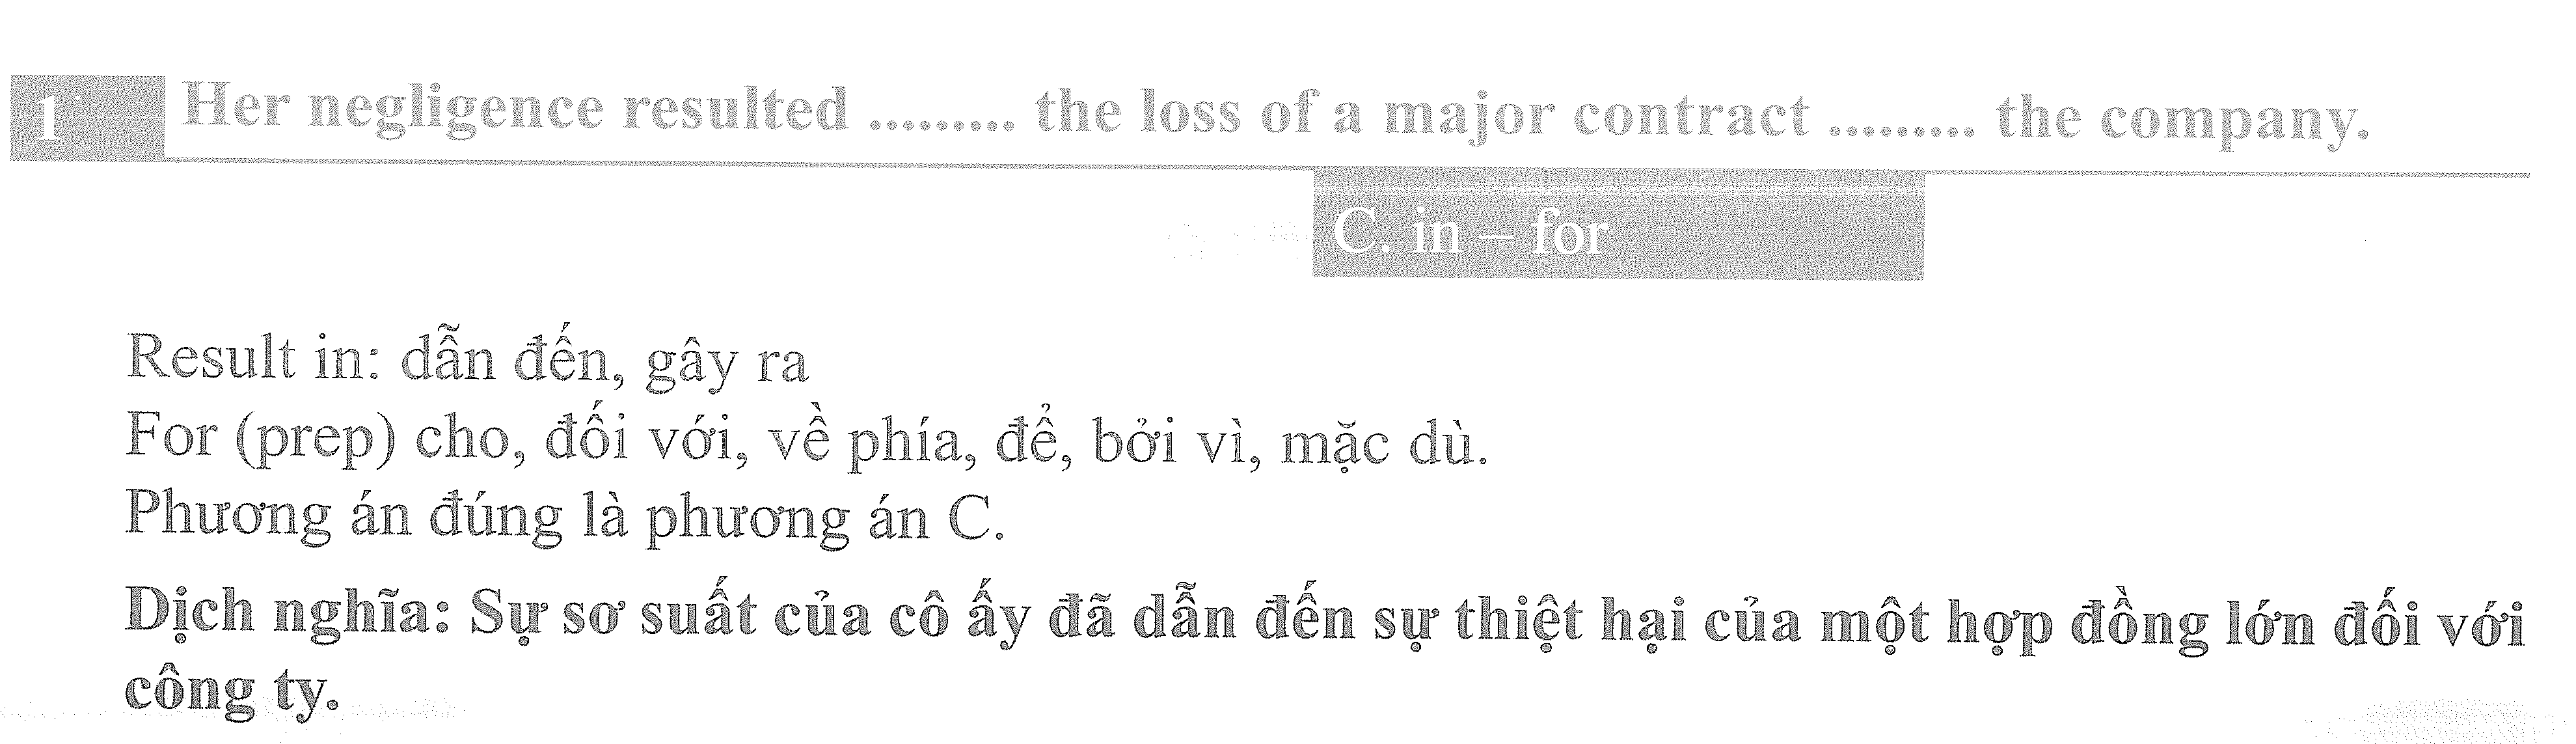 1 Her negligence resulted ......... the loss of a major contract ......... the company.
C. in – for
Result in: dẫn đến, gây ra
For (prep) cho, đối với, về phía, để, bởi vì, mặc dù.
Phương án đúng là phương án C.
Dịch nghĩa: Sự sơ suất của cô ấy đã dẫn đến sự thiệt hại của một hợp đồng lớn đối với
công ty.